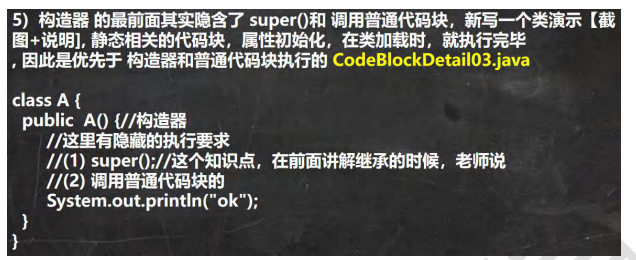 5）构造器 的最前面其实隐含了 super()和 调用普通代码块，新写一个类演示【截
图+说明], 静态相关的代码块，属性初始化，在类加载时，就执行完毕
, 因此是优先于 构造器和普通代码块执行的 CodeBlockDetail03.java
class A {
public A() {//构造器
//这里有隐藏的执行要求
//(1) super();//这个知识点，在前面讲解继承的时候，老师说
//(2) 调用普通代码块的
System.out.println("ok");
}
}